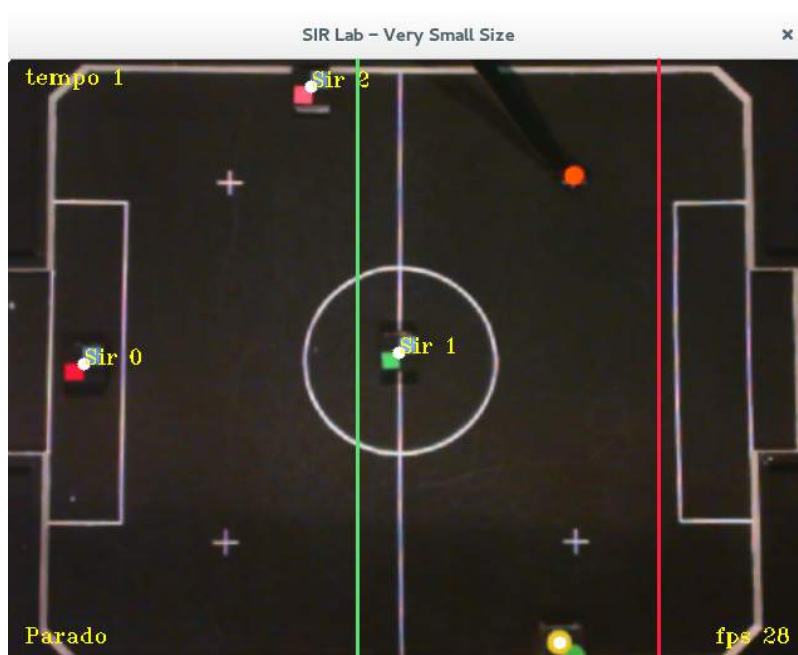 SIR Lab – Very Small Size
tempo 1
Sir 2
Sir 1
Sir 0
Parado
fps 28